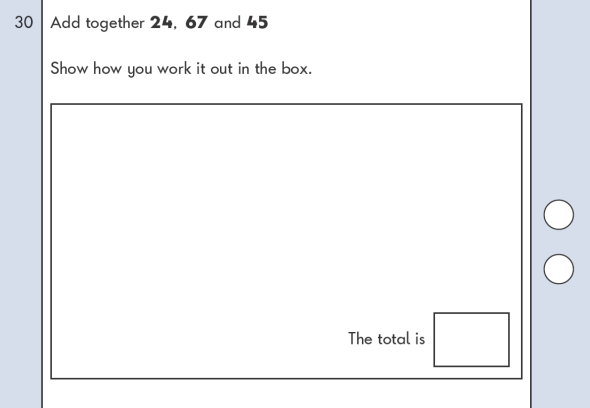 30 Add together 24, 67 and 45
Show how you work it out in the box.
The total is